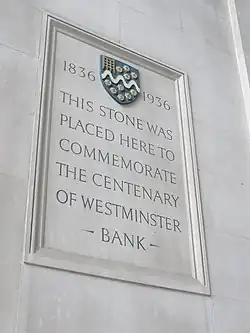 1836 1936
THIS STONE WAS
PLACED HERE TO
COMMEMORATE
THE CENTENARY
OF WESTMINSTER
- BANK -